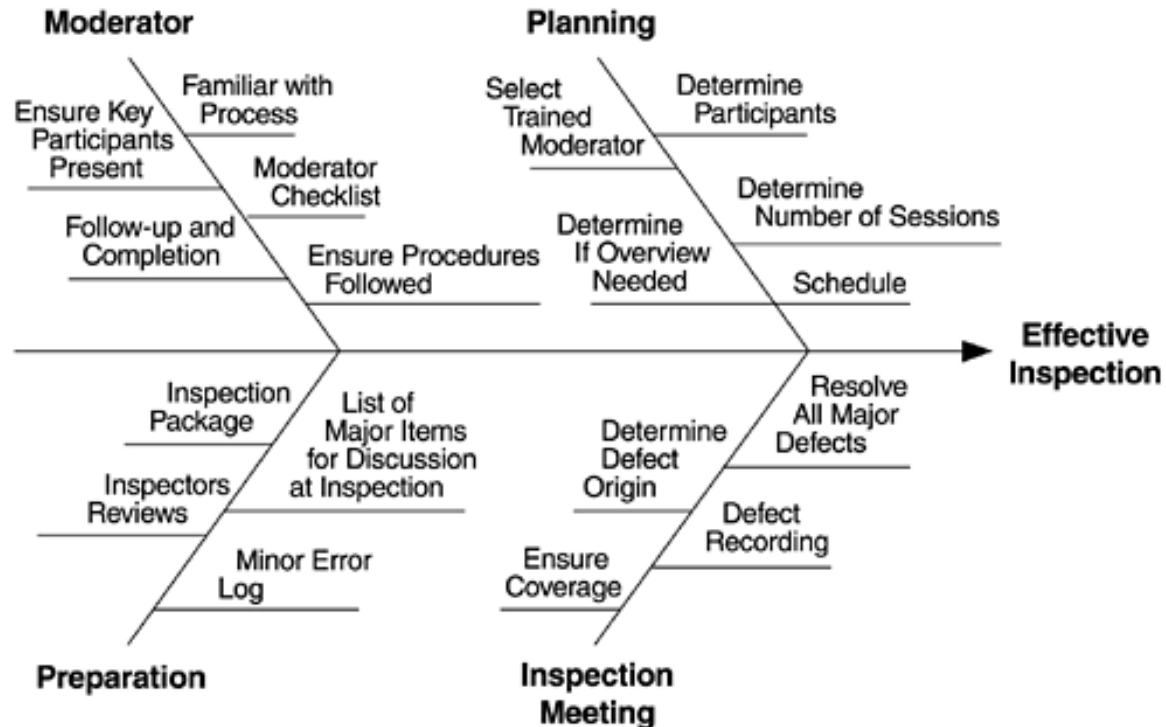 Moderator
Planning
Familiar with
Process
Ensure Key
Participants
Present
Moderator
Checklist
Follow-up and
Completion
Ensure Procedures
Followed
Select
Trained
Moderator
Determine
Participants
Determine
Number of Sessions
Determine
If Overview
Needed
Schedule
Effective
Inspection
Inspection
Package
List of
Major Items
for Discussion
at Inspection
Inspectors
Reviews
Minor Error
Log
Resolve
All Major
Defects
Determine
Defect
Origin
Defect
Recording
Ensure
Coverage
Preparation
Inspection
Meeting